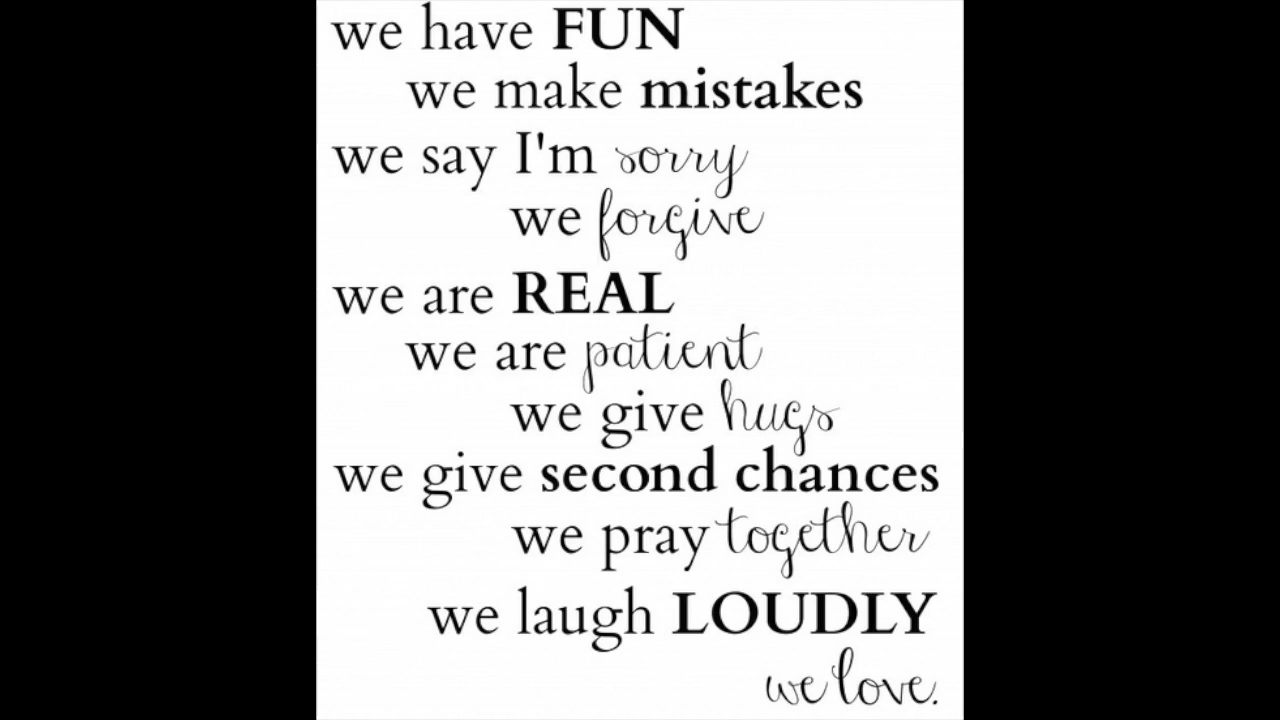 we have FUN
we make mistakes
we say I'm sorry
we forgive
we are REAL
we are patient
we give hugs
we give second chances
we pray together
we laugh LOUDLY
we love.